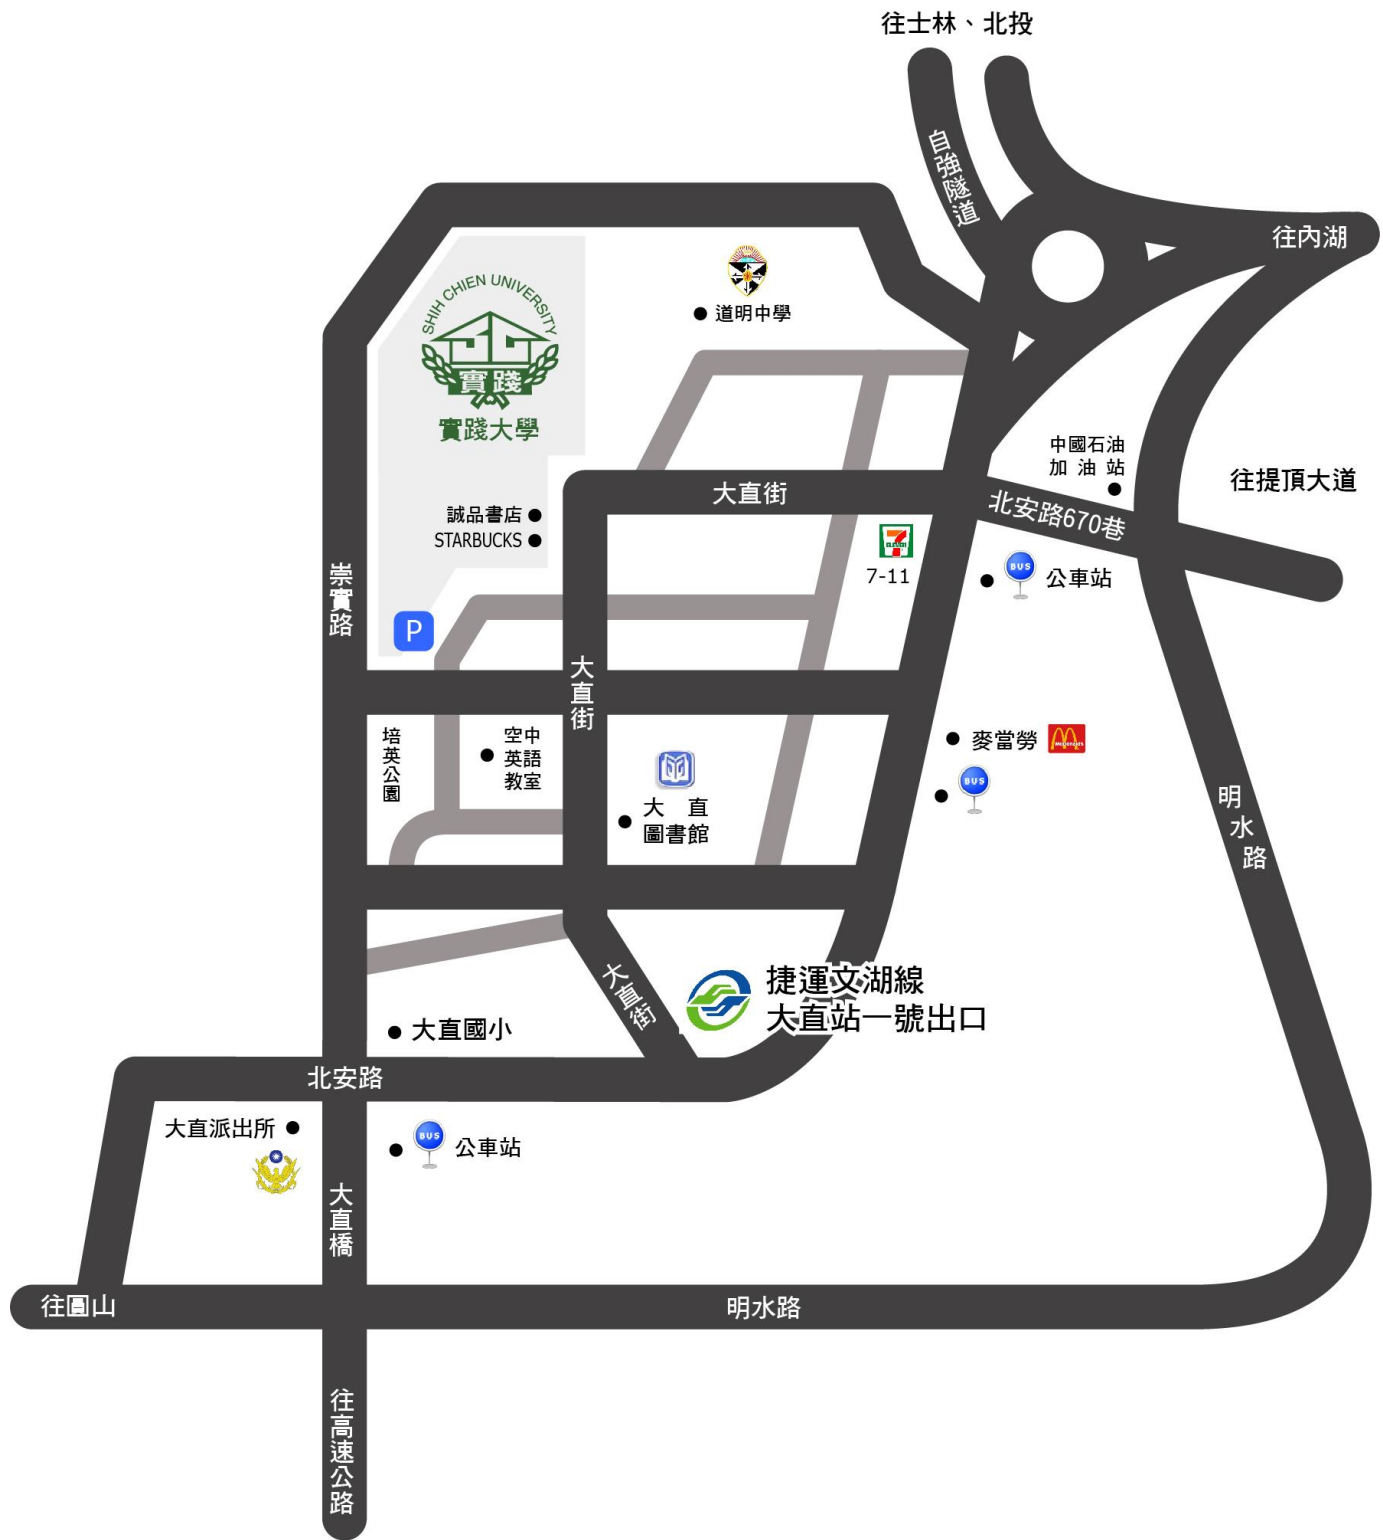 往士林、北投
自強隧道
往內湖
SHIH CHIEN UNIVERSITY
實踐
實踐大學
道明中學
中國石油
加油站
往提頂大道
大直街
北安路670巷
誠品書店
STARBUCKS
7
ELEVEN
7-11
BUS
公車站
崇實路
P
大直街
培英公園
空中
英語
教室
大直
圖書館
麥當勞
McDonald's
BUS
明水路
大直街
捷運文湖線
大直站一號出口
大直國小
北安路
大直派出所
BUS
公車站
大直橋
往圓山
明水路
往高速公路